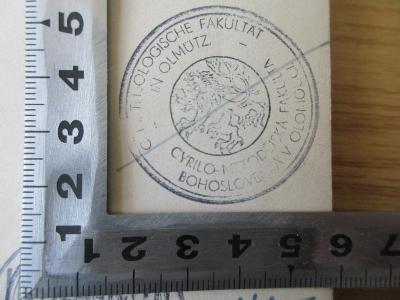 C. M. THEOLOGISCHE FAKULTÄT
IN OLMÜTZ
CYRILO-METODĚJSKÁ FAKULTA
BOHOSLOVECKÁ V OLOMOUCI
5
4
3
2
1
1 2 3 4 5 6 7